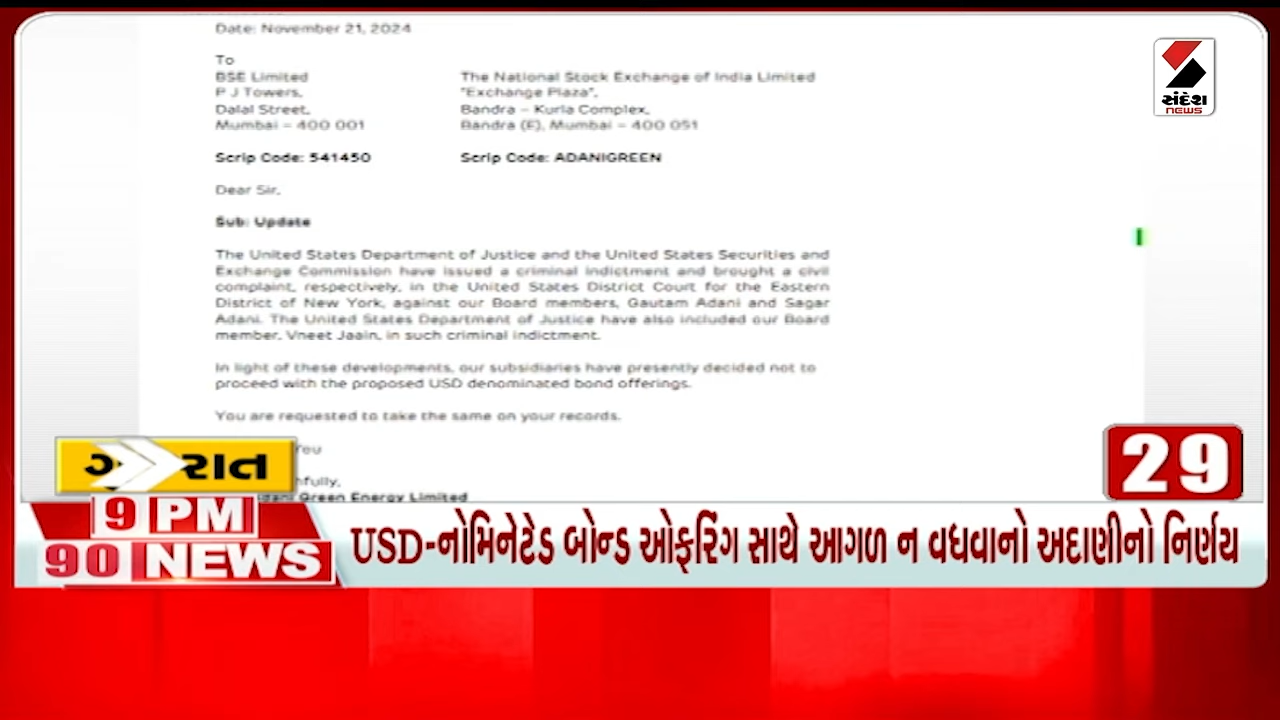 Date: November 21, 2024
To
BSE Limited
P J Towers,
Dalal Street,
Mumbai – 400 001
The National Stock Exchange of India Limited
"Exchange Plaza",
Bandra – Kurla Complex,
Bandra (E), Mumbai – 400 051
Scrip Code: 541450
Scrip Code: ADANIGREEN
Dear Sir,
Sub: Update
The United States Department of Justice and the United States Securities and
Exchange Commission have issued a criminal indictment and brought a civil
complaint, respectively, in the United States District Court for the Eastern
District of New York, against our Board members, Gautam Adani and Sagar
Adani. The United States Department of Justice have also included our Board
member, Vneet Jaain, in such criminal indictment.
In light of these developments, our subsidiaries have presently decided not to
proceed with the proposed USD denominated bond offerings.
You are requested to take the same on your records.
You
Green Energy Limited
સંદેશ
NEWS
29
9 PM
90 NEWS
USD-નોમિનેટેડ બોન્ડ ઓફરિંગ સાથે આગળ ન વધવાનો અદાણીનો નિર્ણય